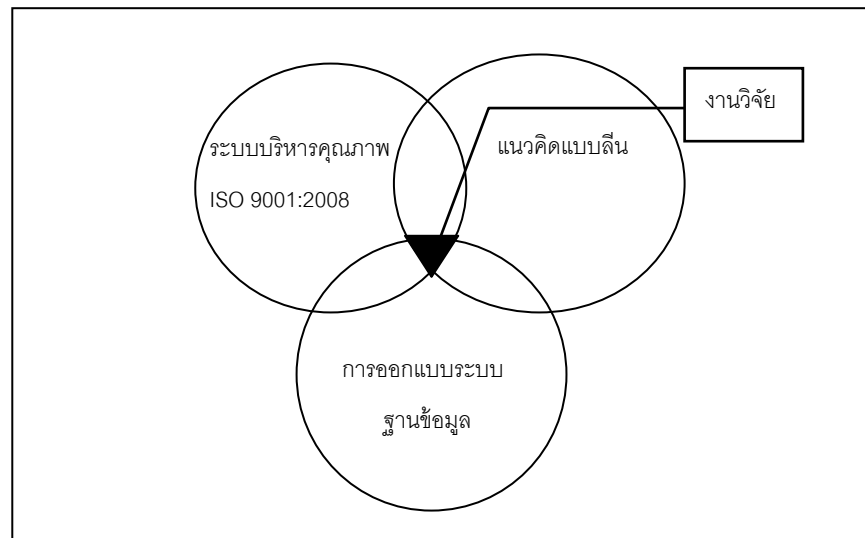 งานวิจัย
ระบบบริหารคุณภาพ
ISO 9001:2008
แนวคิดแบบลีน
การออกแบบระบบ
ฐานข้อมูล